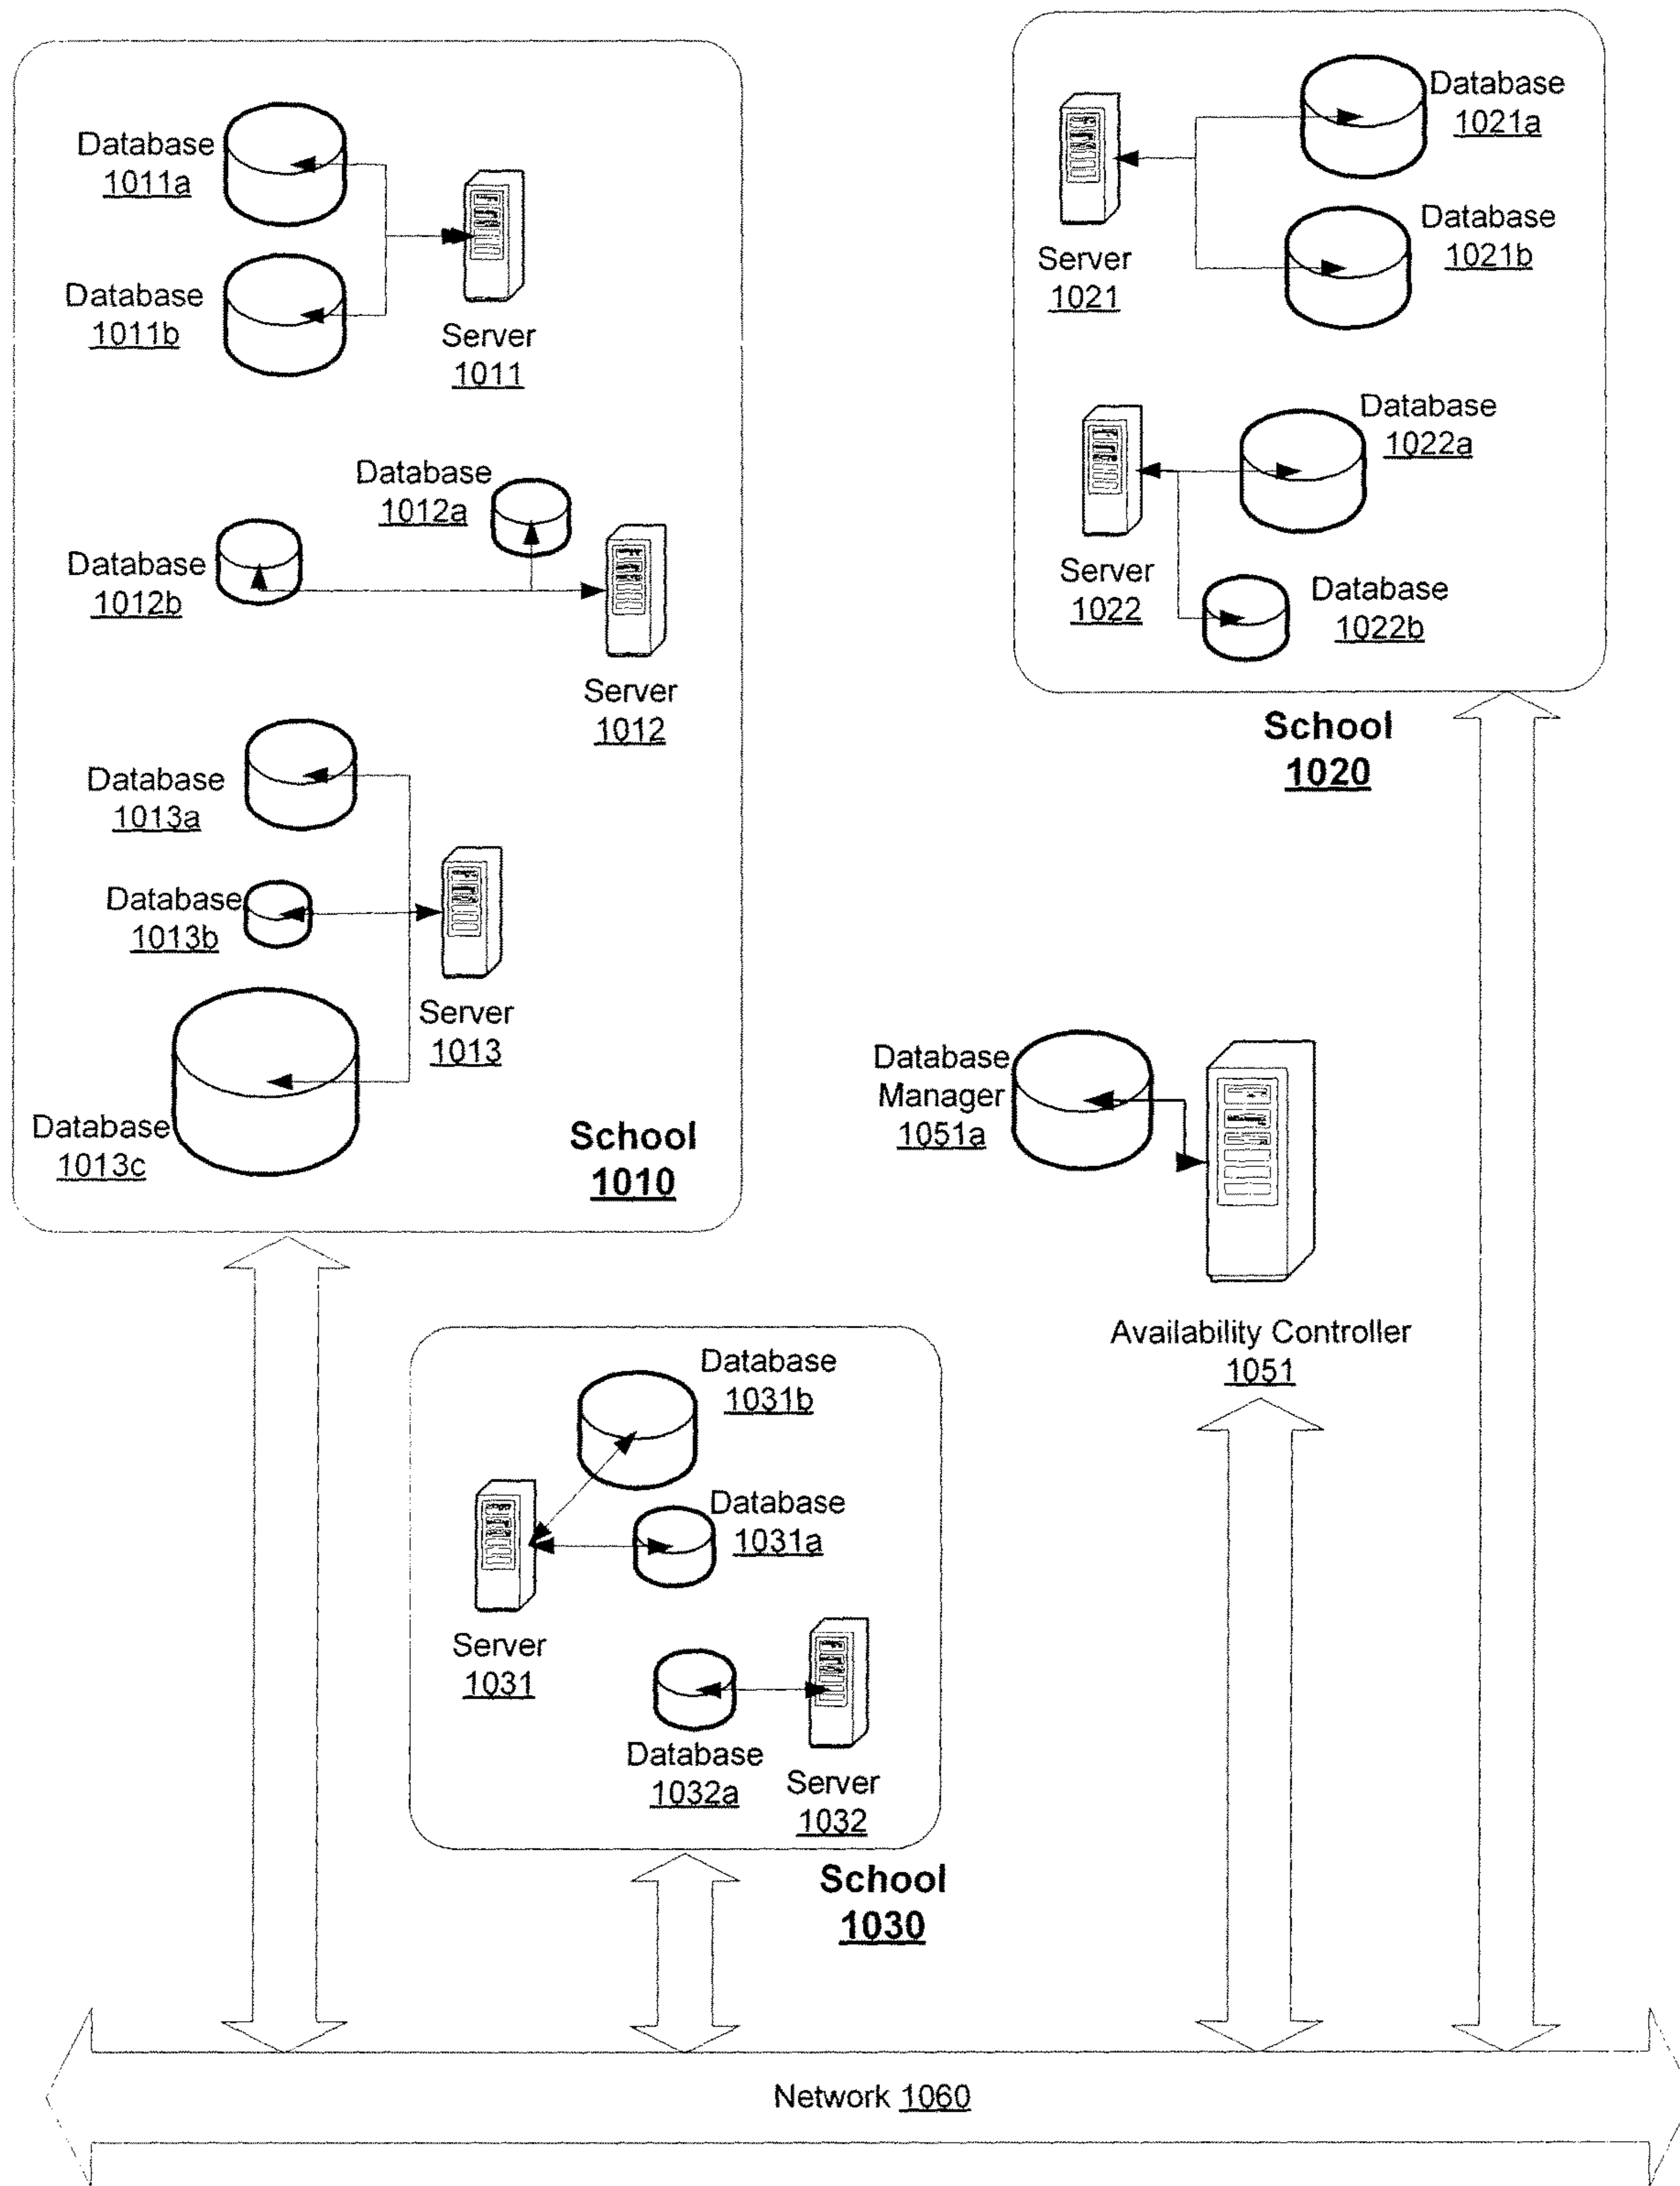 Database
1011a
Database
1011b
Server
1011
Database
1012a
Database
1012b
Server
1012
Database
1013a
Database
1013b
Server
1013
Database
1013c
School
1010
Database
1021a
Database
1021b
Server
1021
Database
1022a
Server
1022
Database
1022b
School
1020
Database
Manager
1051a
Availability Controller
1051
Database
1031b
Database
1031a
Server
1031
Database
1032a
Server
1032
School
1030
Network 1060